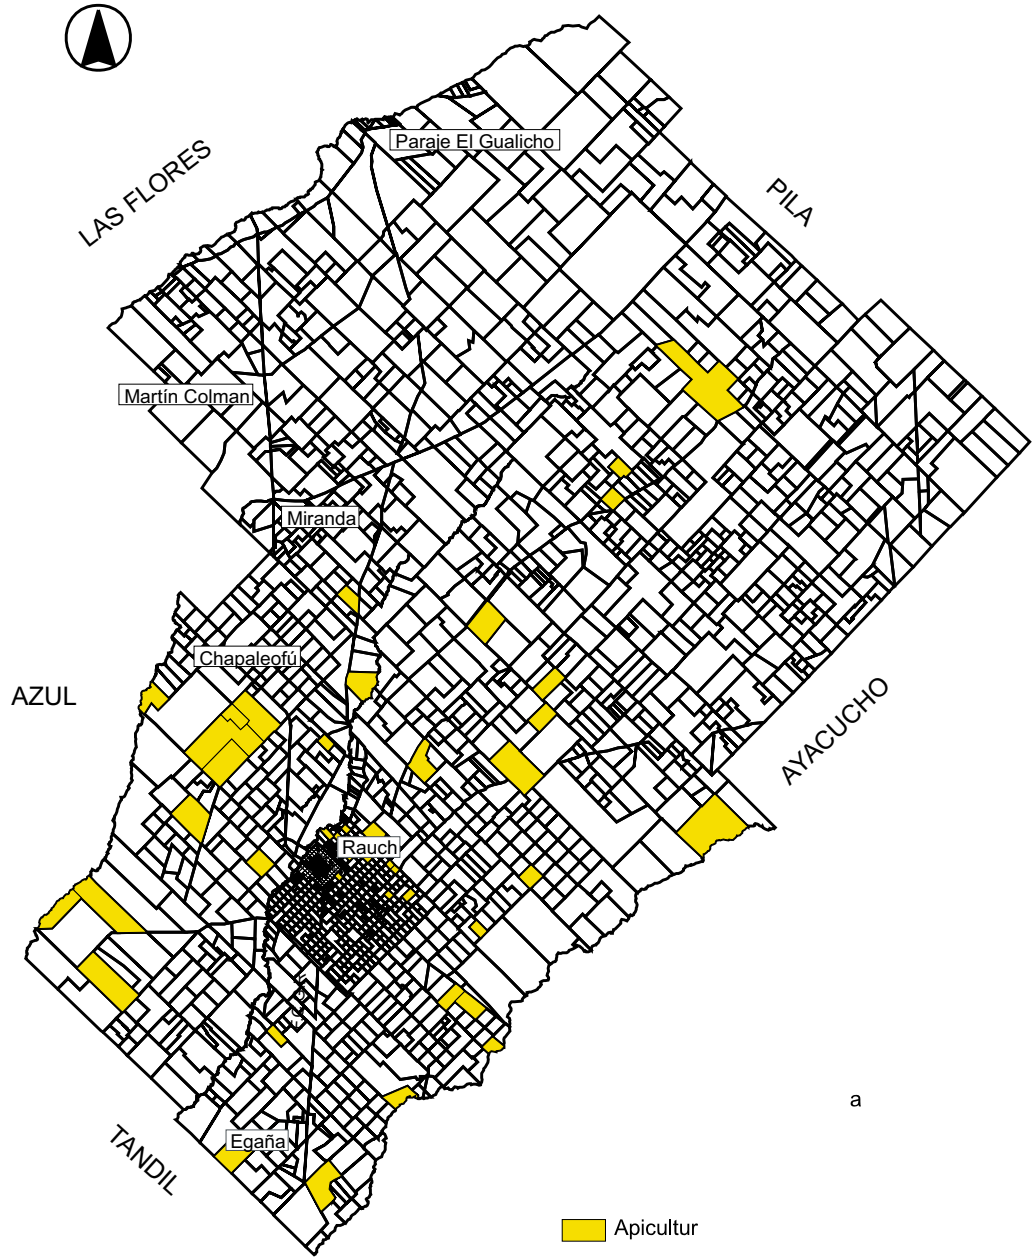 Paraje El Gualicho
LAS FLORES
PILA
Martín Colman
Miranda
Chapaleofú
AZUL
AYACUCHO
Rauch
a
TANDIL
Egaña
Apicultur